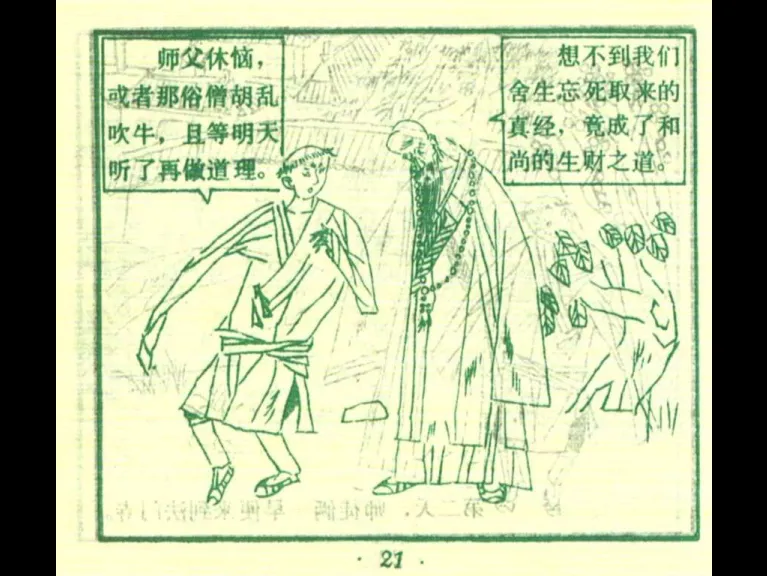 想不到我们
舍生忘死取来的
真经，竟成了和
尚的生财之道。
师父休恼，
或者那俗僧胡乱
吹牛，且等明天
听了再做道理。
· 21 ·